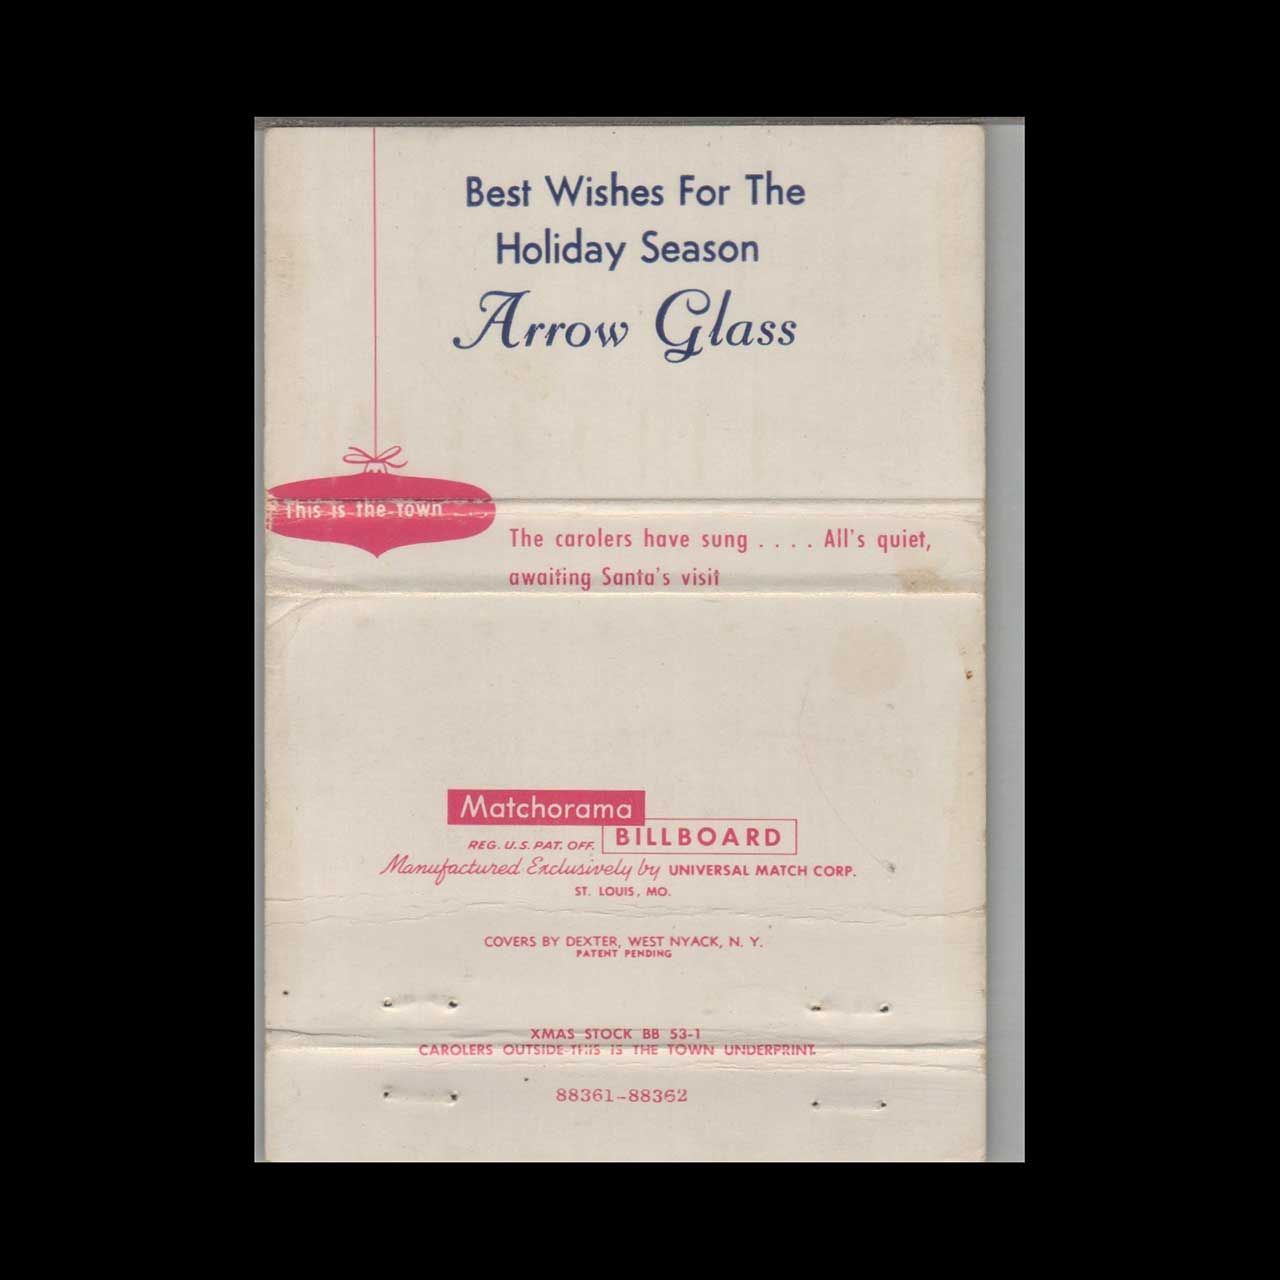 Best Wishes For The
Holiday Season
Arrow Glass
This is the town
The carolers have sung . . . . All's quiet,
awaiting Santa's visit
Matchorama
BILLBOARD
REG. U.S. PAT. OFF.
Manufactured Exclusively by UNIVERSAL MATCH CORP.
ST. LOUIS, MO.
COVERS BY DEXTER, WEST NYACK, N. Y.
PATENT PENDING
XMAS STOCK BB 53-1
CAROLERS OUTSIDE-THIS IS THE TOWN UNDERPRINT.
88361-88362